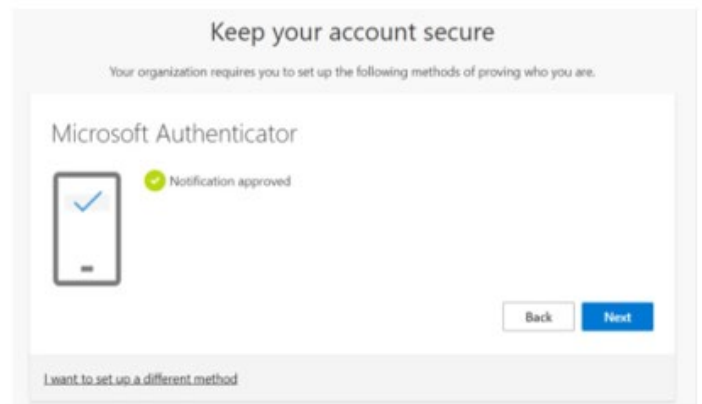 Keep your account secure
Your organization requires you to set up the following methods of proving who you are.
Microsoft Authenticator
Notification approved
Back
Next
I want to set up a different method